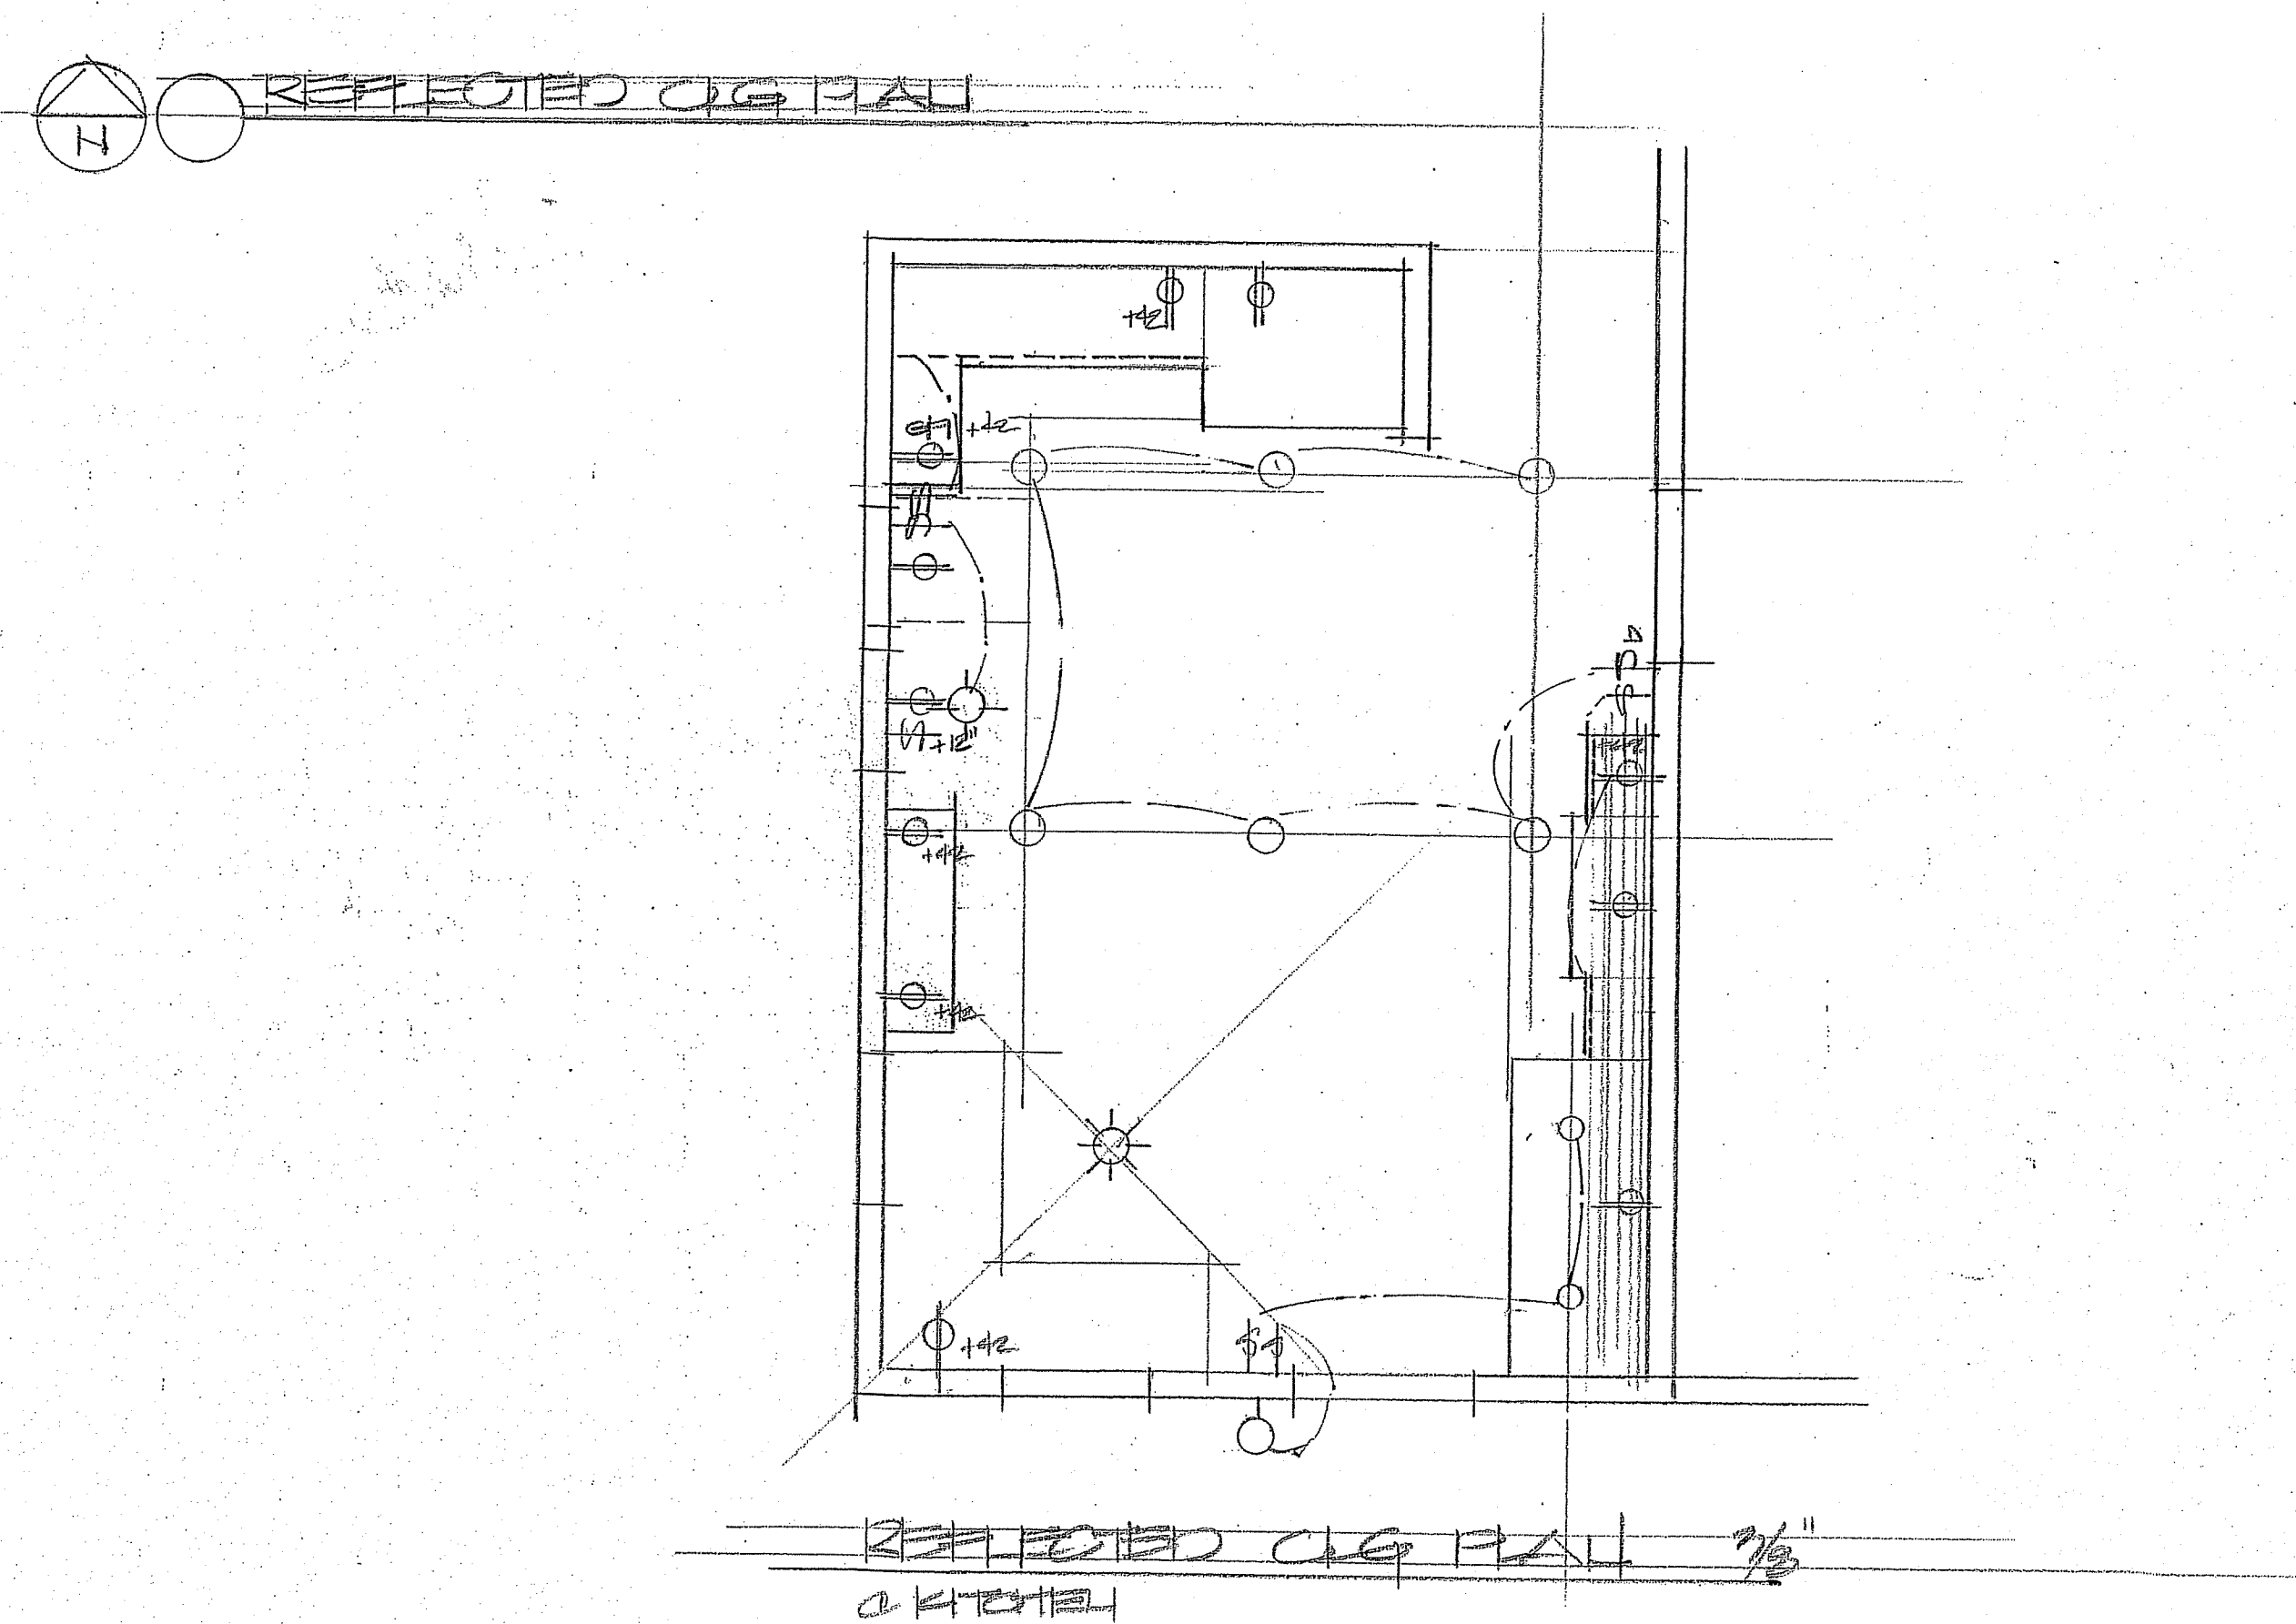 REFLECTED CLG PLAN
N
+42
+42
+12"
+42
+42
+42
$ $
REFLECTED CLG PLAN 3/8"
@ KITCHEN